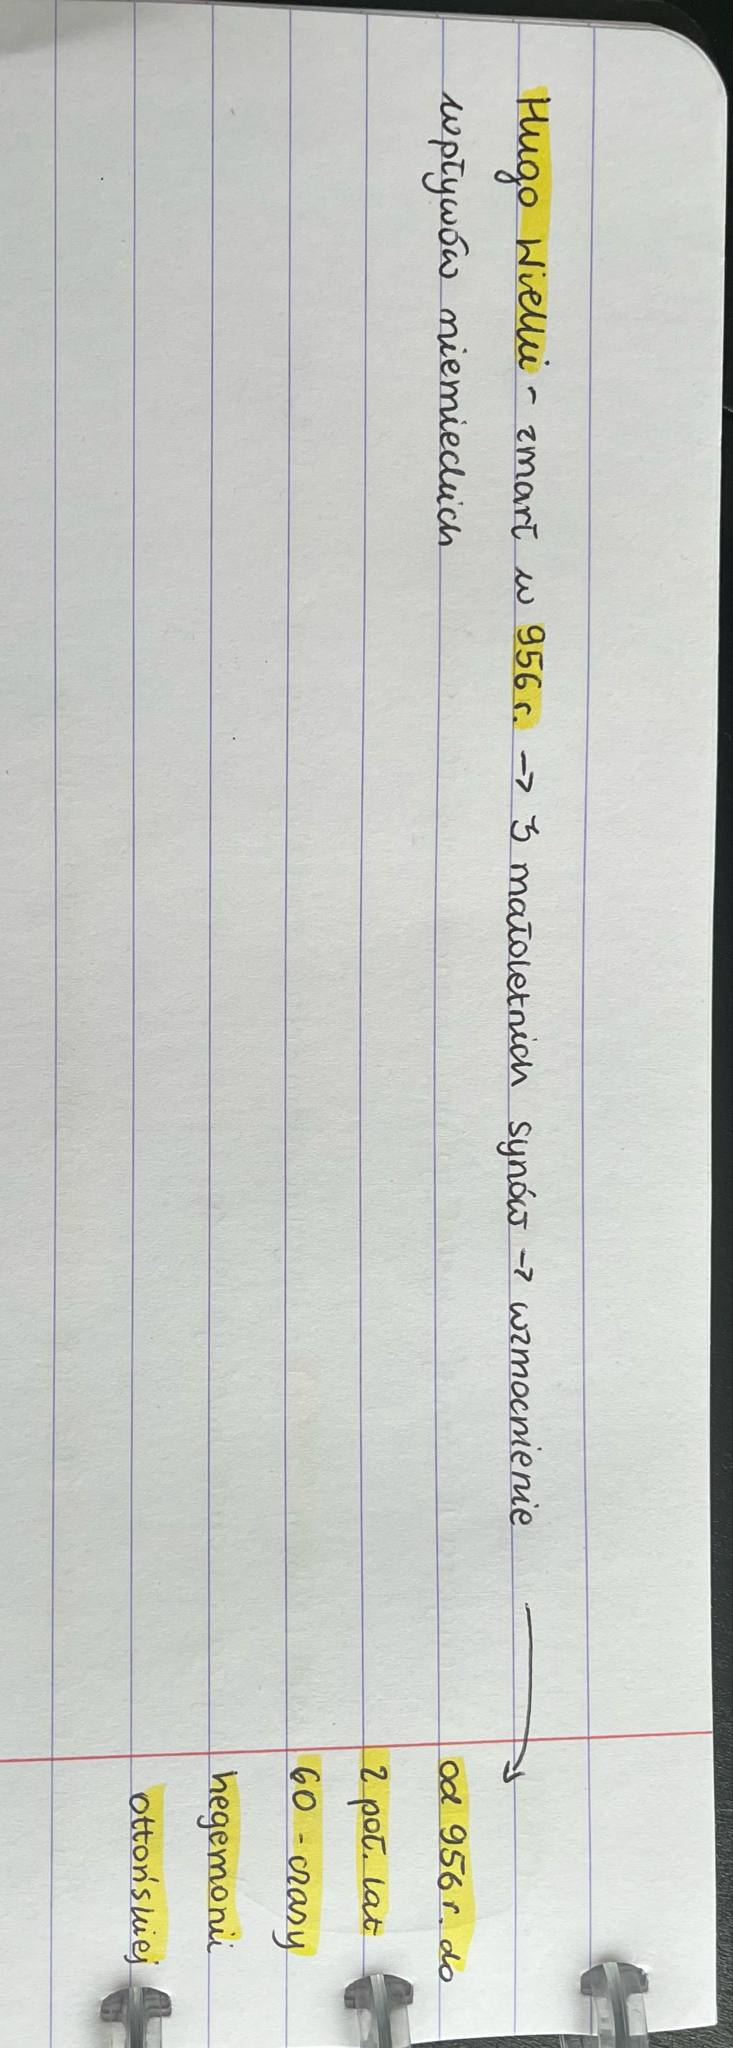 Hugo Wielki - zmarł w 956 r. → 3 małoletnich synów → wzmocnienie →
wpływów niemieckich
od 956 r. do
2 poł. lat
60 - czasy
hegemonii
ottońskiej